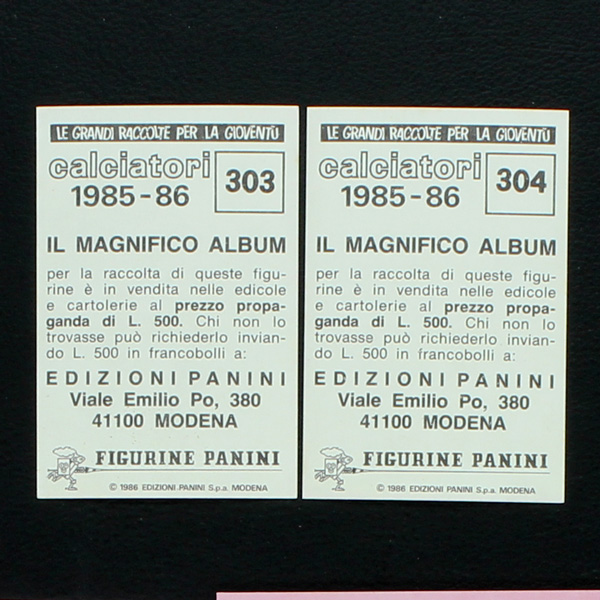 LE GRANDI RACCOLTE PER LA GIOVENTÙ
calciatori
1985-86
303
IL MAGNIFICO ALBUM
per la raccolta di queste figu-
rine è in vendita nelle edicole
e cartolerie al prezzo propa-
ganda di L. 500. Chi non lo
trovasse può richiederlo invian-
do L. 500 in francobolli a:
EDIZIONI PANINI
Viale Emilio Po, 380
41100 MODENA
FIGURINE PANINI
© 1986 EDIZIONI PANINI S.p.a. MODENA
LE GRANDI RACCOLTE PER LA GIOVENTÙ
calciatori
1985-86
304
IL MAGNIFICO ALBUM
per la raccolta di queste figu-
rine è in vendita nelle edicole
e cartolerie al prezzo propa-
ganda di L. 500. Chi non lo
trovasse può richiederlo invian-
do L. 500 in francobolli a:
EDIZIONI PANINI
Viale Emilio Po, 380
41100 MODENA
FIGURINE PANINI
© 1986 EDIZIONI PANINI S.p.a. MODENA